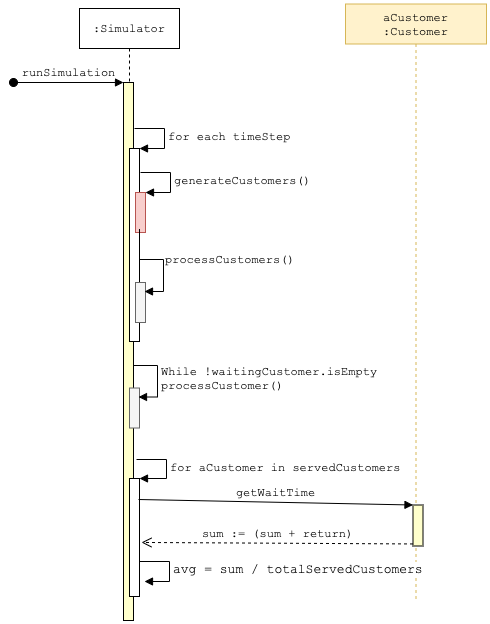 :Simulator
aCustomer
:Customer
runSimulation
for each timeStep
generateCustomers()
processCustomers()
While !waitingCustomer.isEmpty
processCustomer()
for aCustomer in servedCustomers
getWaitTime
sum := (sum + return)
avg = sum / totalServedCustomers